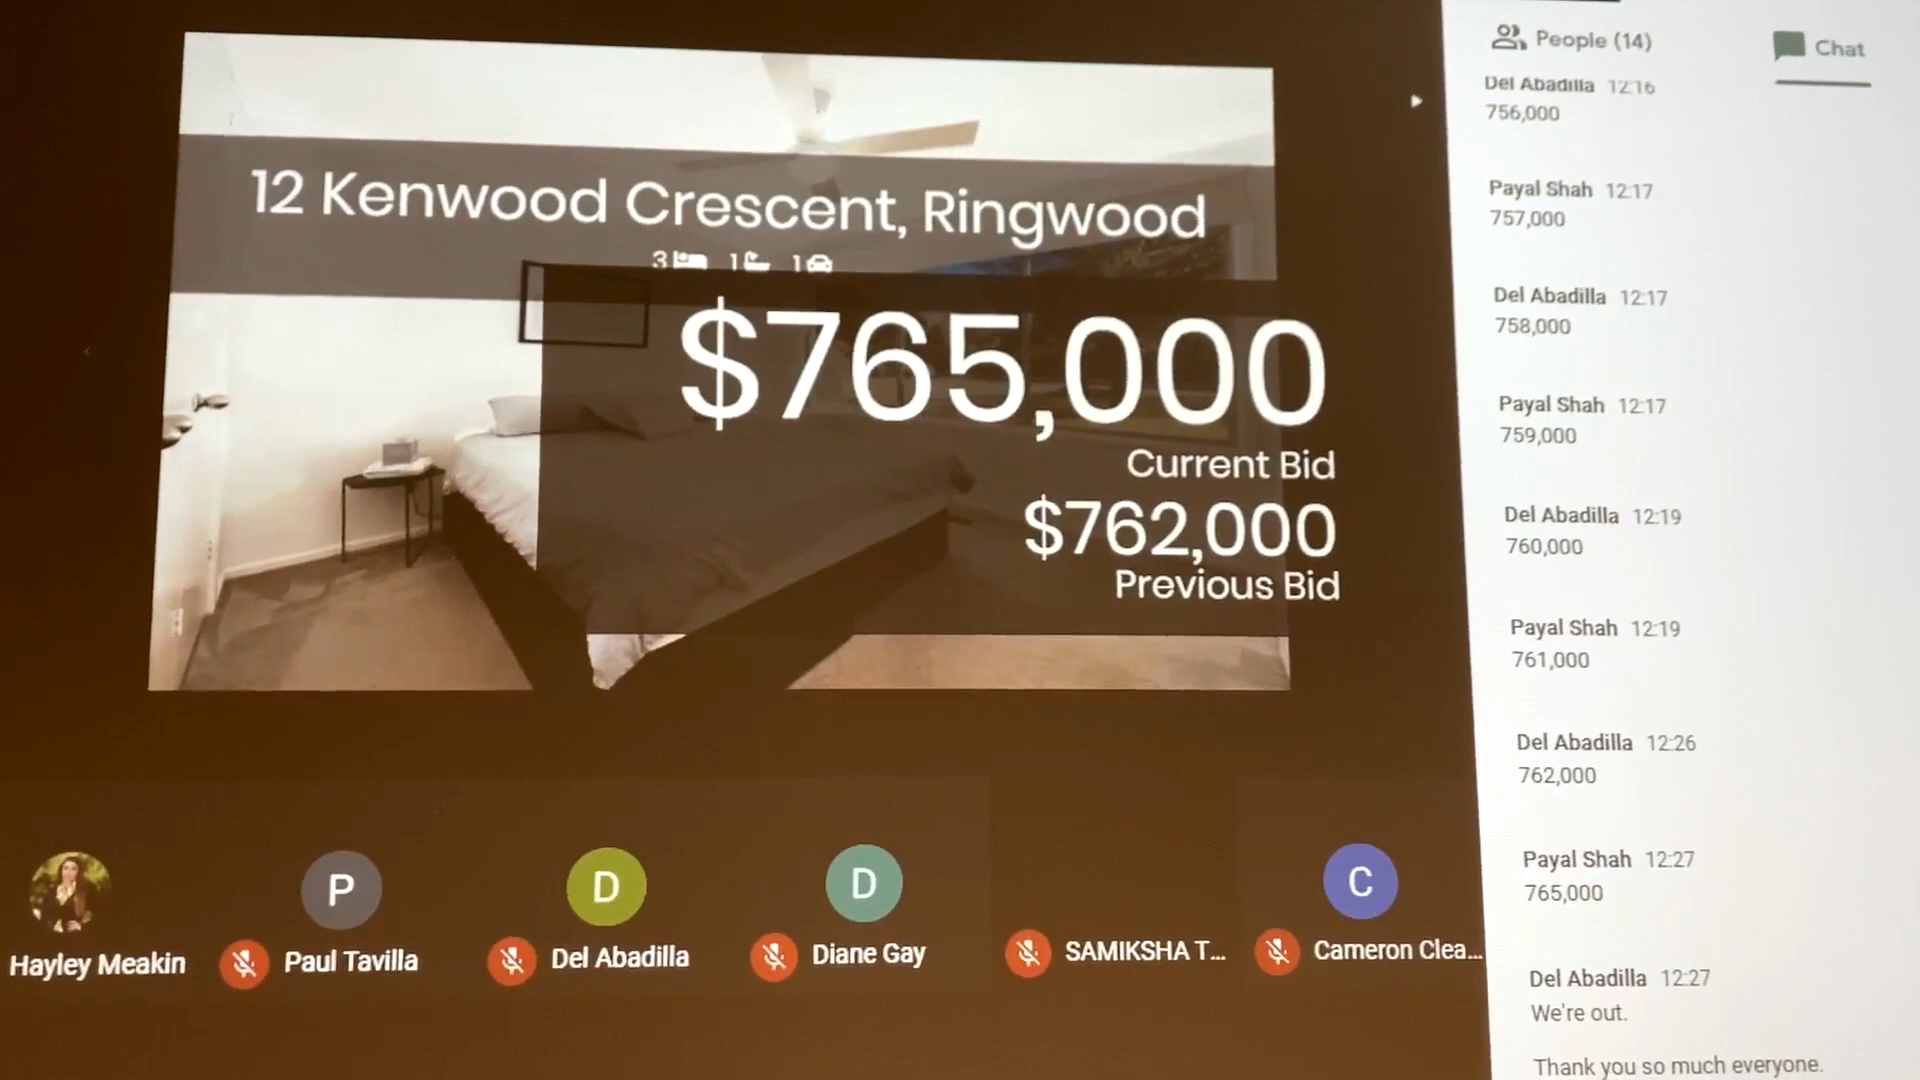 12 Kenwood Crescent, Ringwood
3 1 1
$765,000
Current Bid
$762,000
Previous Bid
Hayley Meakin
P
Paul Tavilla
D
Del Abadilla
D
Diane Gay
SAMIKSHA T...
C
Cameron Clea...
People (14)
Chat
Del Abadilla 12:16
756,000
Payal Shah 12:17
757,000
Del Abadilla 12:17
758,000
Payal Shah 12:17
759,000
Del Abadilla 12:19
760,000
Payal Shah 12:19
761,000
Del Abadilla 12:26
762,000
Payal Shah 12:27
765,000
Del Abadilla 12:27
We're out.
Thank you so much everyone.